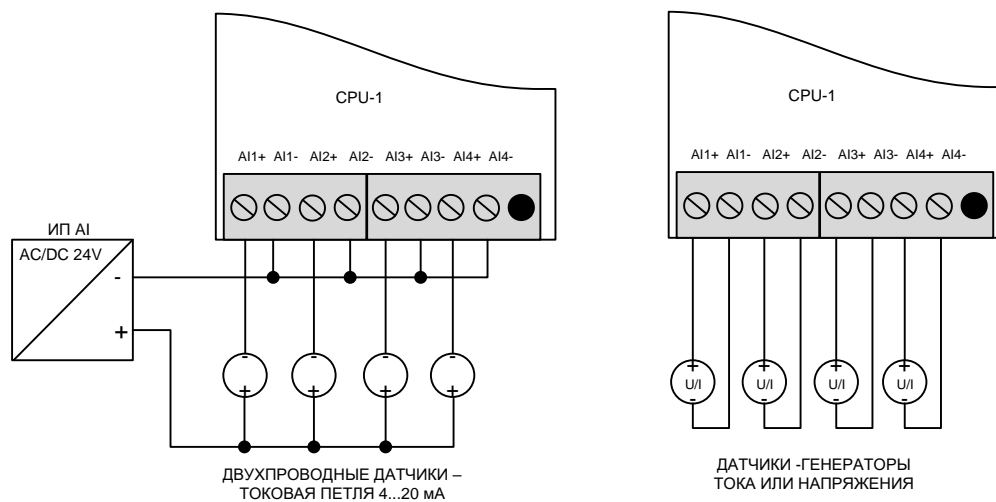 CPU-1
AI1+ AI1- AI2+ AI2- AI3+ AI3- AI4+ AI4-
ИП AI
AC/DC 24V
-
+
- - - -
+ + + +
ДВУХПРОВОДНЫЕ ДАТЧИКИ –
ТОКОВАЯ ПЕТЛЯ 4...20 мА
CPU-1
AI1+ AI1- AI2+ AI2- AI3+ AI3- AI4+ AI4-
+ + + +
U/I U/I U/I U/I
- - - -
ДАТЧИКИ -ГЕНЕРАТОРЫ
ТОКА ИЛИ НАПРЯЖЕНИЯ